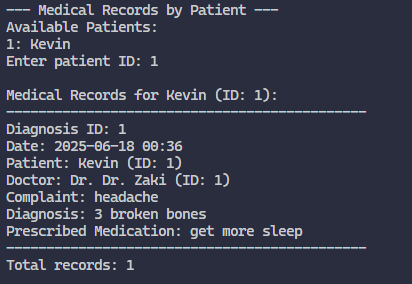 --- Medical Records by Patient ---
Available Patients:
1: Kevin
Enter patient ID: 1
Medical Records for Kevin (ID: 1):
---------------------------------------------
Diagnosis ID: 1
Date: 2025-06-18 00:36
Patient: Kevin (ID: 1)
Doctor: Dr. Dr. Zaki (ID: 1)
Complaint: headache
Diagnosis: 3 broken bones
Prescribed Medication: get more sleep
---------------------------------------------
Total records: 1